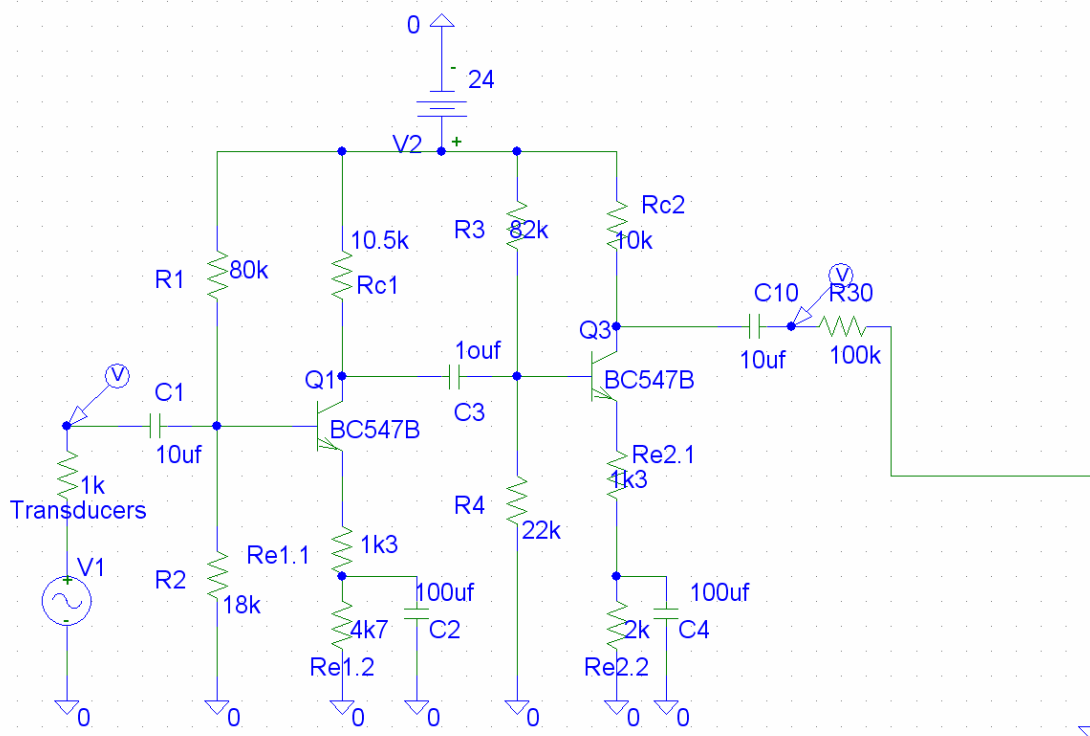 0
-
24
V2
+
R3
82k
Rc2
10k
10.5k
Rc1
R1
80k
C10
V
R30
10uf
100k
Q3
BC547B
1ouf
C3
Q1
BC547B
V
C1
10uf
1k
Transducers
Re2.1
1k3
R4
22k
Re1.1
1k3
V1
+
-
R2
18k
100uf
C2
4k7
Re1.2
100uf
C4
2k
Re2.2
0
0
0
0
0
0
0